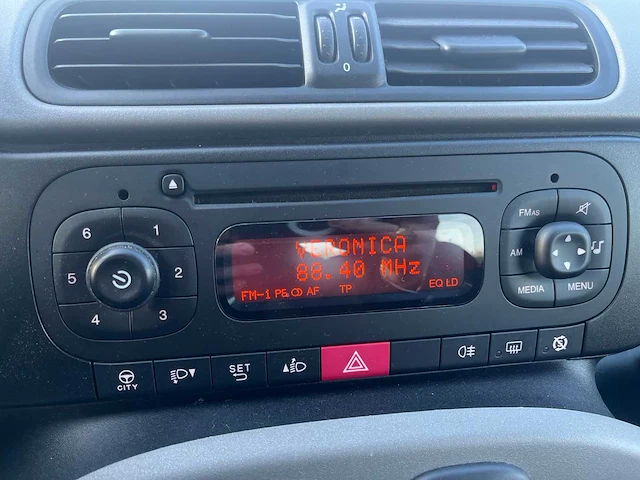 0
6 1
5 2
4 3
VERONICA
88.40 MHz
FM-1 AF TP EQ LD
FMAS
AM
MEDIA MENU
CITY
SET